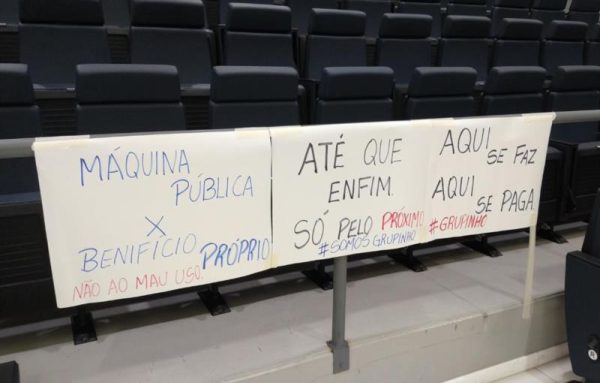 MÁQUINA
PÚBLICA
X
BENIFÍCIO PRÓPRIO
NÃO AO MAU USO.
ATÉ QUE
ENFIM.
SÓ PELO PRÓXIMO
#SOMOSGRUPINHO
AQUI
SE FAZ
AQUI
SE PAGA
#GRUPINHO